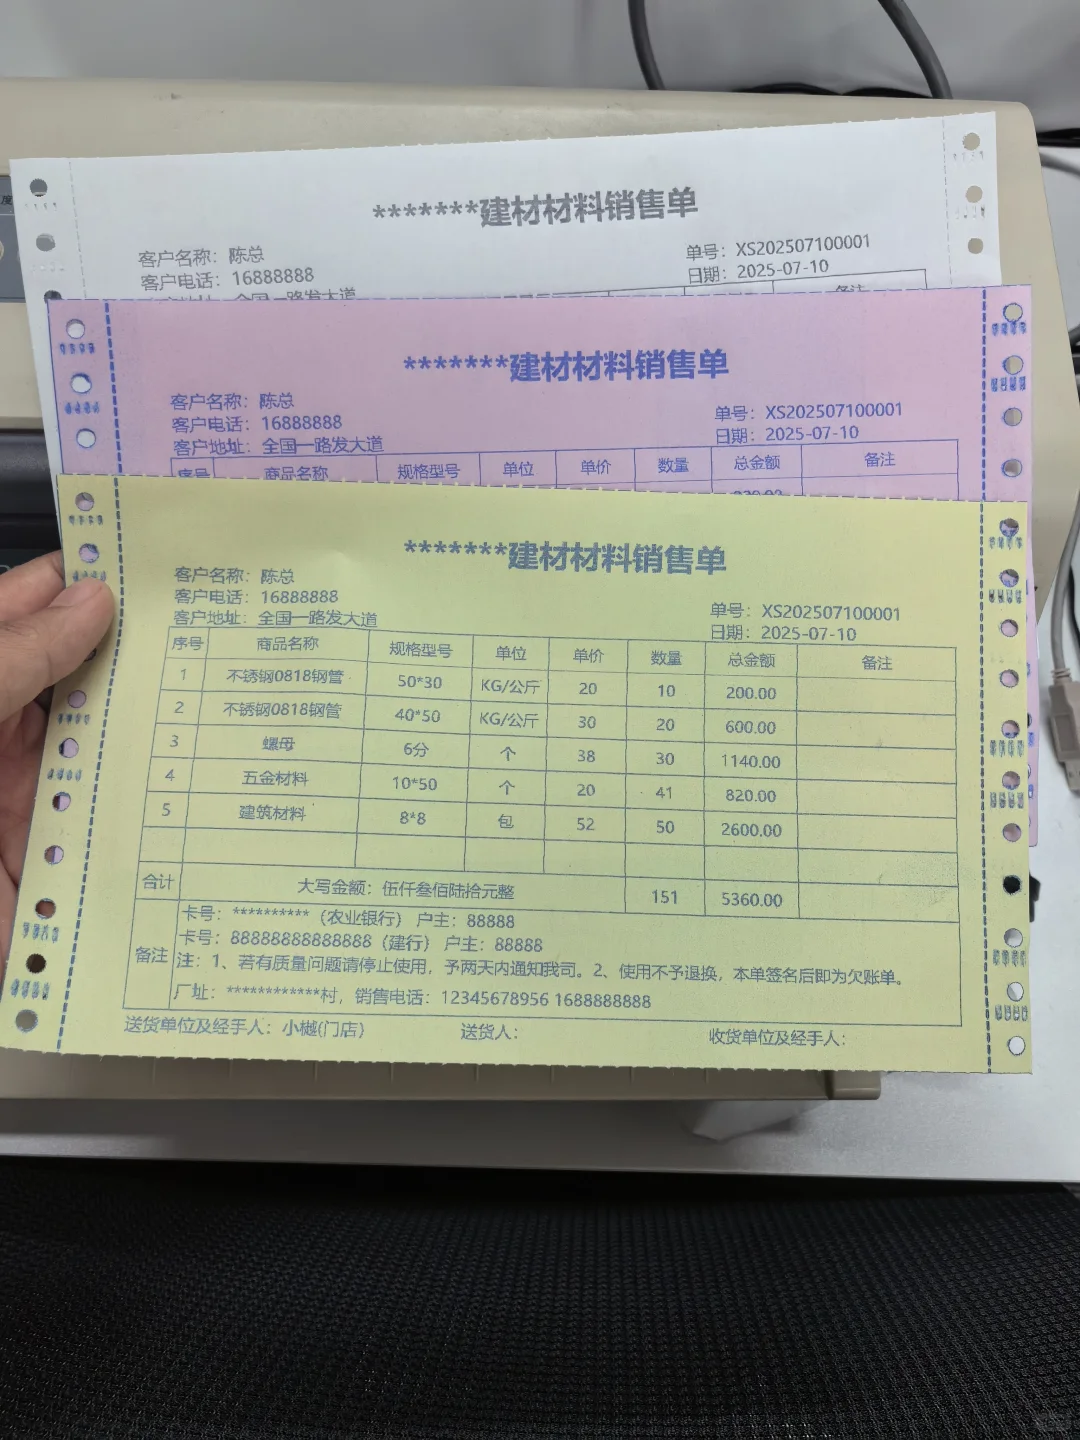 *******建材材料销售单
客户名称：陈总
单号：XS202507100001
客户电话：16888888
日期：2025-07-10
全国一路发大道
备注
*******建材材料销售单
客户名称：陈总
单号：XS202507100001
客户电话：16888888
日期：2025-07-10
客户地址：全国一路发大道
序号 商品名称 规格型号 单位 单价 数量 总金额 备注
*******建材材料销售单
客户名称：陈总
客户电话：16888888
单号：XS202507100001
客户地址：全国一路发大道
日期：2025-07-10
序号 商品名称 规格型号 单位 单价 数量 总金额 备注
1 不锈钢0818钢管 50*30 KG/公斤 20 10 200.00
2 不锈钢0818钢管 40*50 KG/公斤 30 20 600.00
3 螺母 6分 个 38 30 1140.00
4 五金材料 10*50 个 20 41 820.00
5 建筑材料 8*8 包 52 50 2600.00
合计 大写金额：伍仟叁佰陆拾元整 151 5360.00
备注
卡号：**********（农业银行）户主：88888
卡号：88888888888888（建行）户主：88888
注：1、若有质量问题请停止使用，予两天内通知我司。2、使用不予退换，本单签名后即为欠账单。
厂址：************村，销售电话：12345678956 1688888888
送货单位及经手人：小樾(门店) 送货人： 收货单位及经手人：